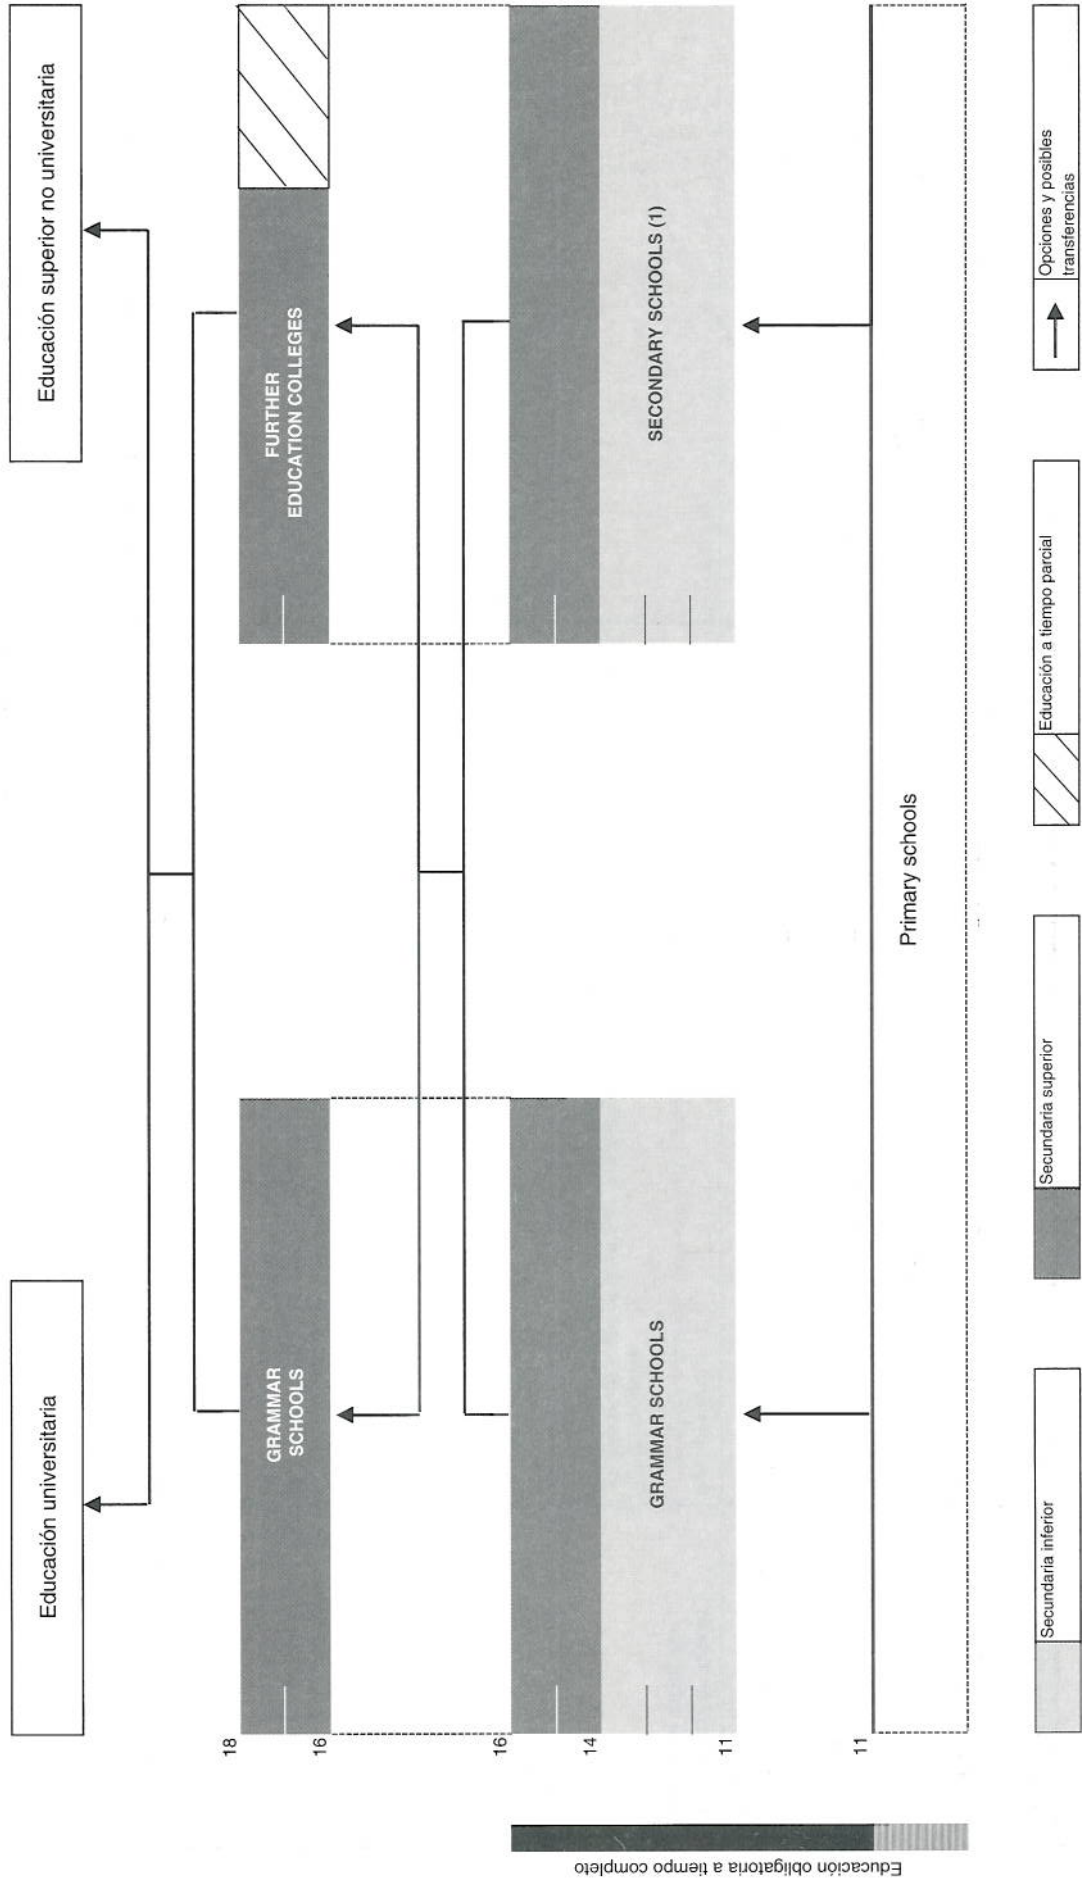 Educación universitaria
Educación superior no universitaria
18
GRAMMAR
SCHOOLS
FURTHER
EDUCATION COLLEGES
16
16
14
GRAMMAR SCHOOLS
SECONDARY SCHOOLS (1)
11
11
Primary schools
Educación obligatoria a tiempo completo
Secundaria inferior
Secundaria superior
Educación a tiempo parcial
Opciones y posibles
transferencias